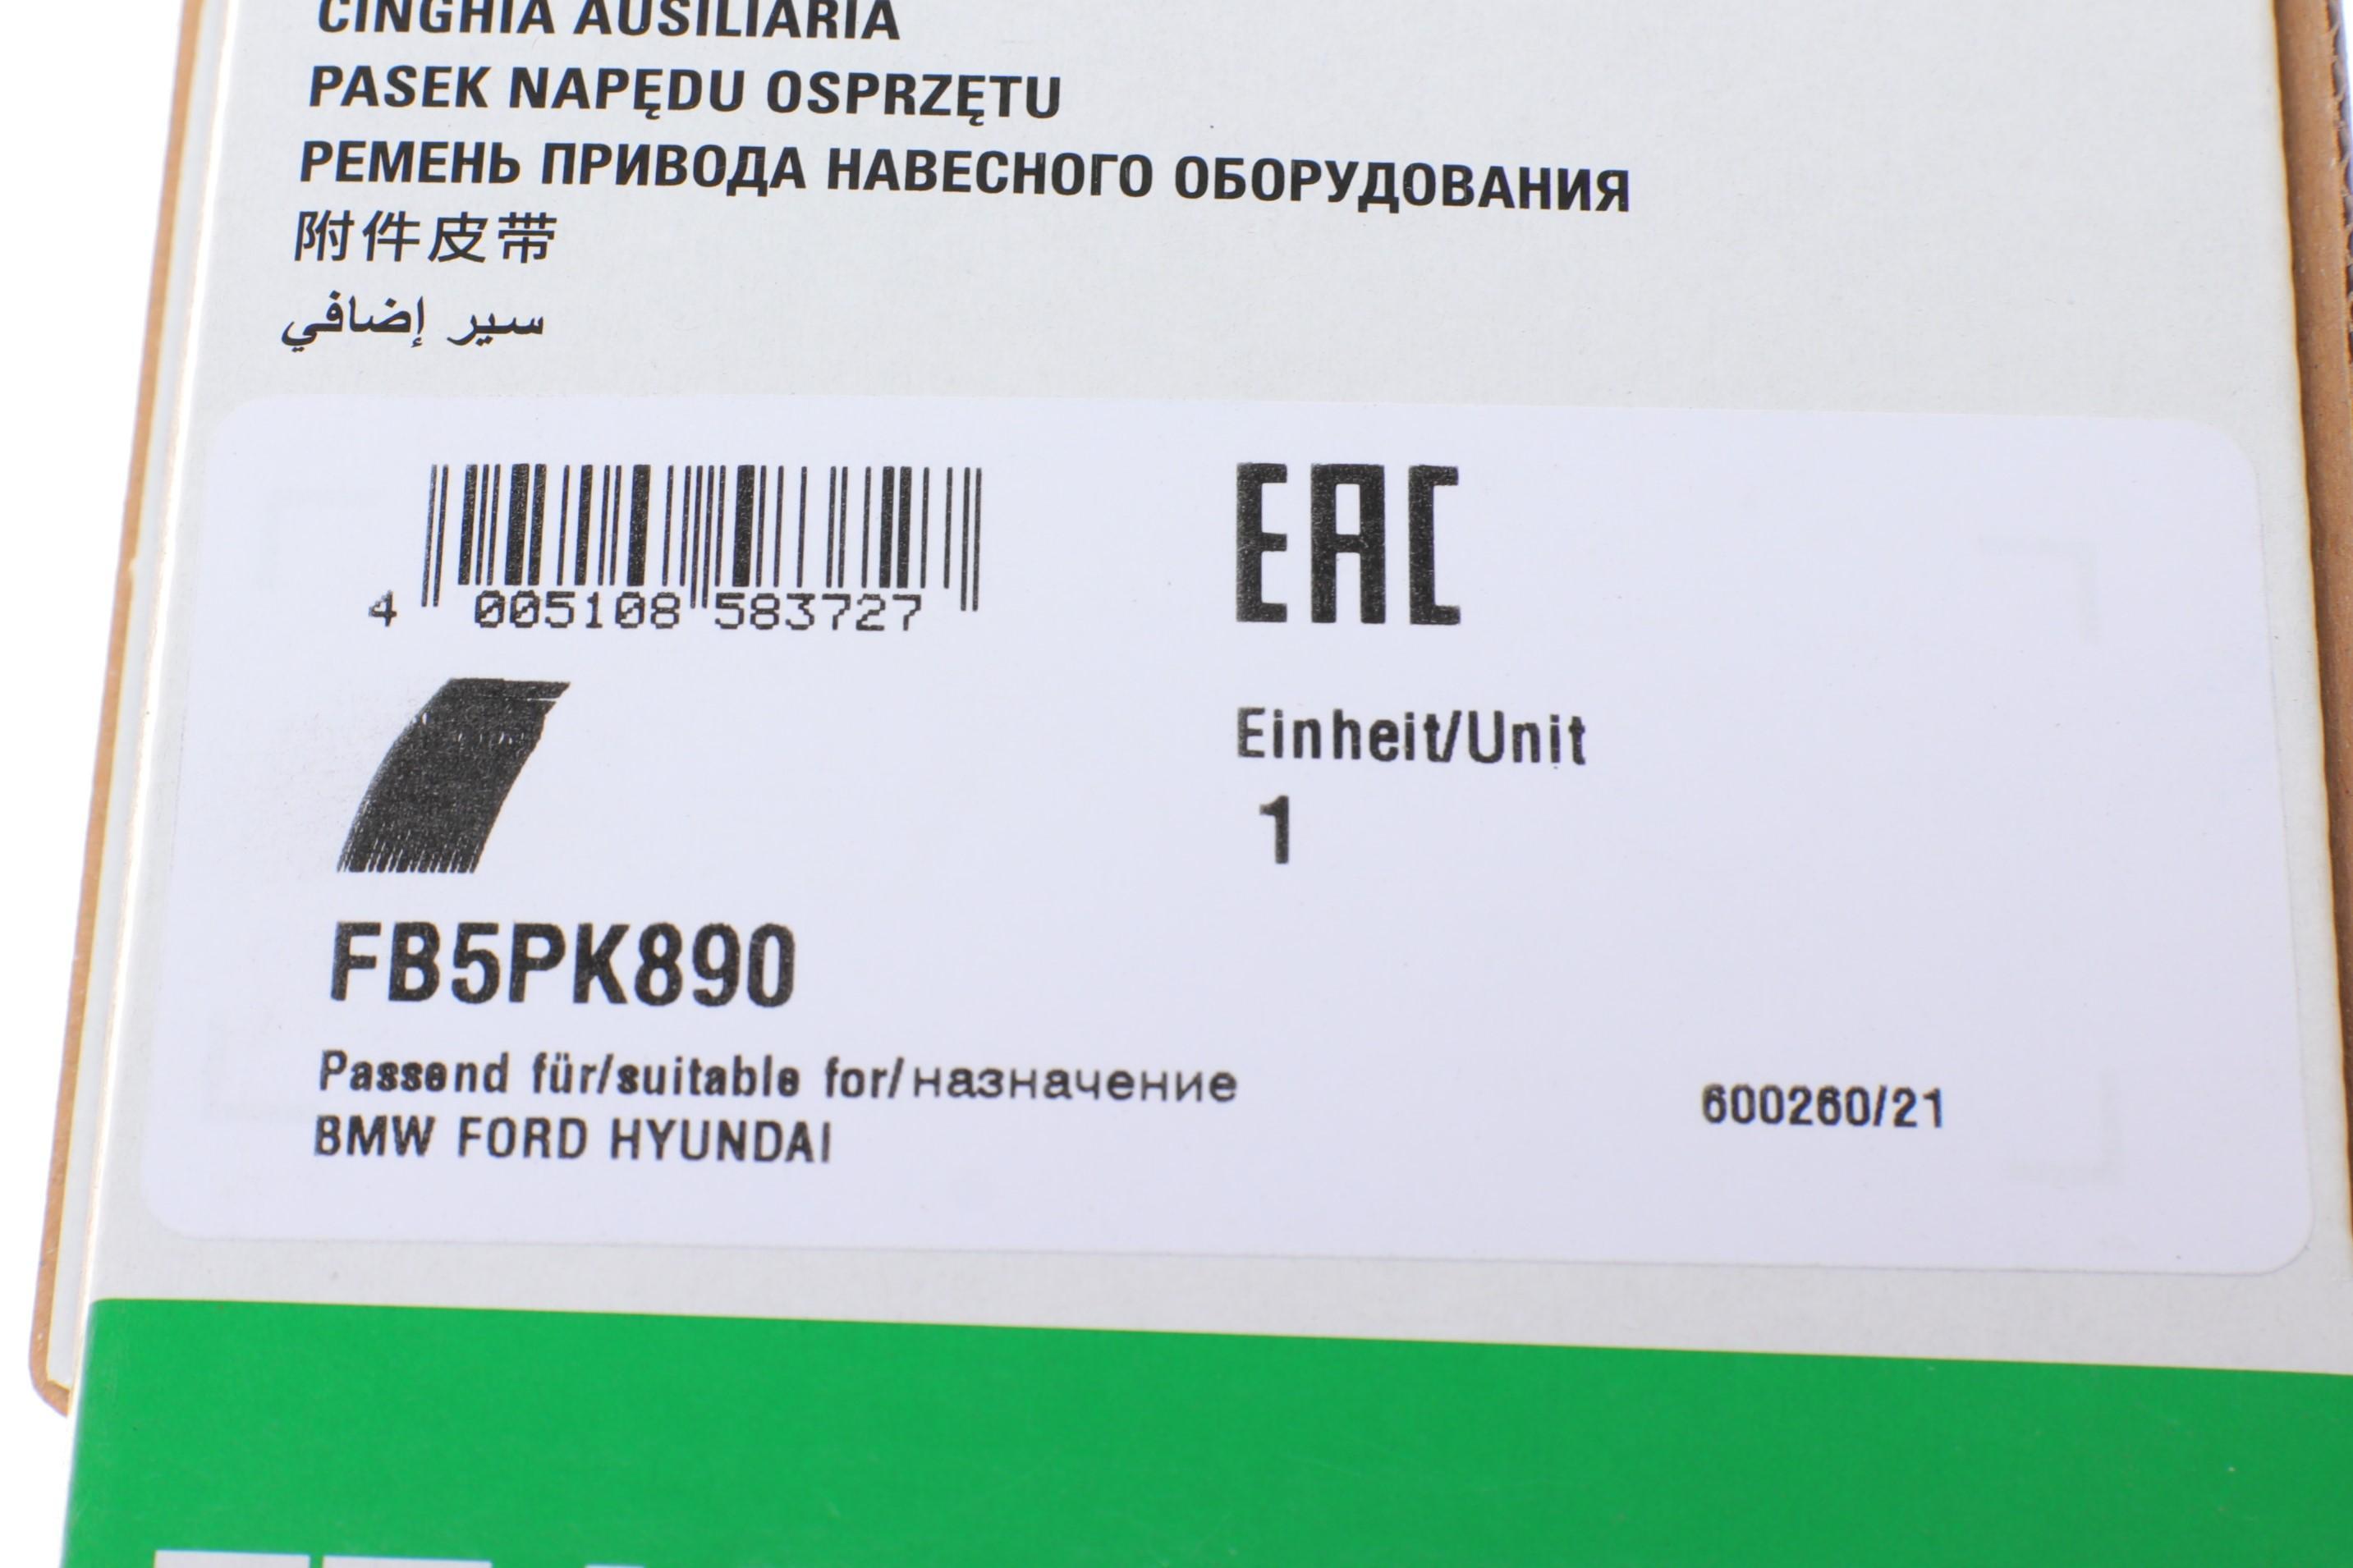 CINGHIA AUSILIARIA
PASEK NAPĘDU OSPRZĘTU
РЕМЕНЬ ПРИВОДА НАВЕСНОГО ОБОРУДОВАНИЯ
附件皮带
سير إضافي
4 005108 583727
EAC
Einheit/Unit
1
FB5PK890
Passend für/suitable for/назначение
BMW FORD HYUNDAI
600260/21